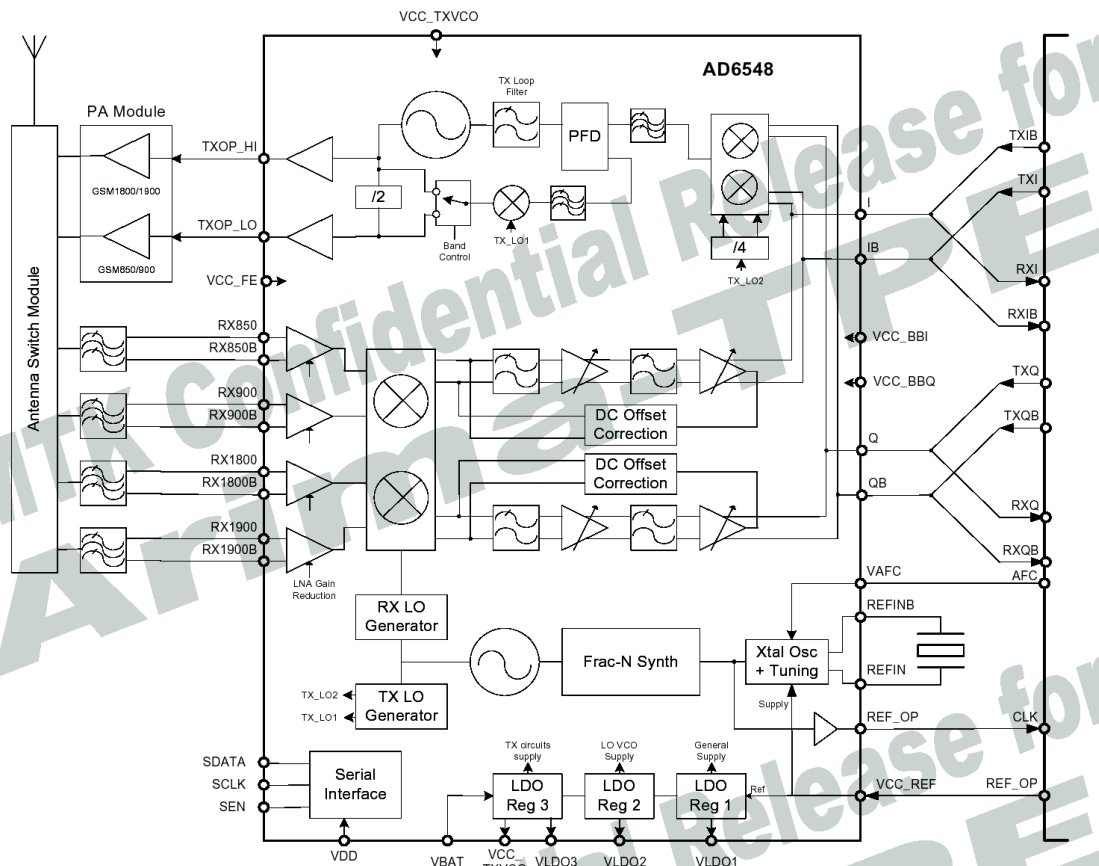 VCC_TXVCO
AD6548
PA Module
TX Loop
Filter
PFD
TXOP_HI
GSM1800/1900
/2
TXOP_LO
GSM850/900
Band
Control
TX_LO1
/4
TX_LO2
VCC_FE
TXIB
TXI
I
IB
RXI
RXIB
Antenna Switch Module
RX850
RX850B
RX900
RX900B
RX1800
RX1800B
RX1900
RX1900B
LNA Gain
Reduction
DC Offset
Correction
DC Offset
Correction
VCC_BBI
VCC_BBQ
TXQ
TXQB
Q
QB
RXQ
RXQB
VAFC
AFC
REFINB
REFIN
RX LO
Generator
Frac-N Synth
Xtal Osc
+ Tuning
Supply
TX_LO2
TX_LO1
TX LO
Generator
REF_OP
CLK
SDATA
SCLK
SEN
Serial
Interface
TX circuits
supply
LO VCO
Supply
General
Supply
LDO
Reg 3
LDO
Reg 2
LDO
Reg 1
Ref
VCC_REF
REF_OP
VDD
VBAT
VCC_
TXVCO
VLDO3
VLDO2
VLDO1
MTK Confidential Release for
Arima-TPE
Release for